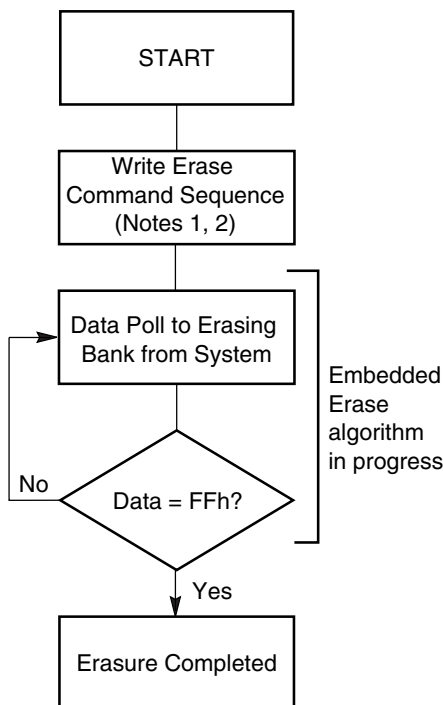 START
Write Erase
Command Sequence
(Notes 1, 2)
Data Poll to Erasing
Bank from System
Embedded
Erase
algorithm
in progress
No
Data = FFh?
Yes
Erasure Completed